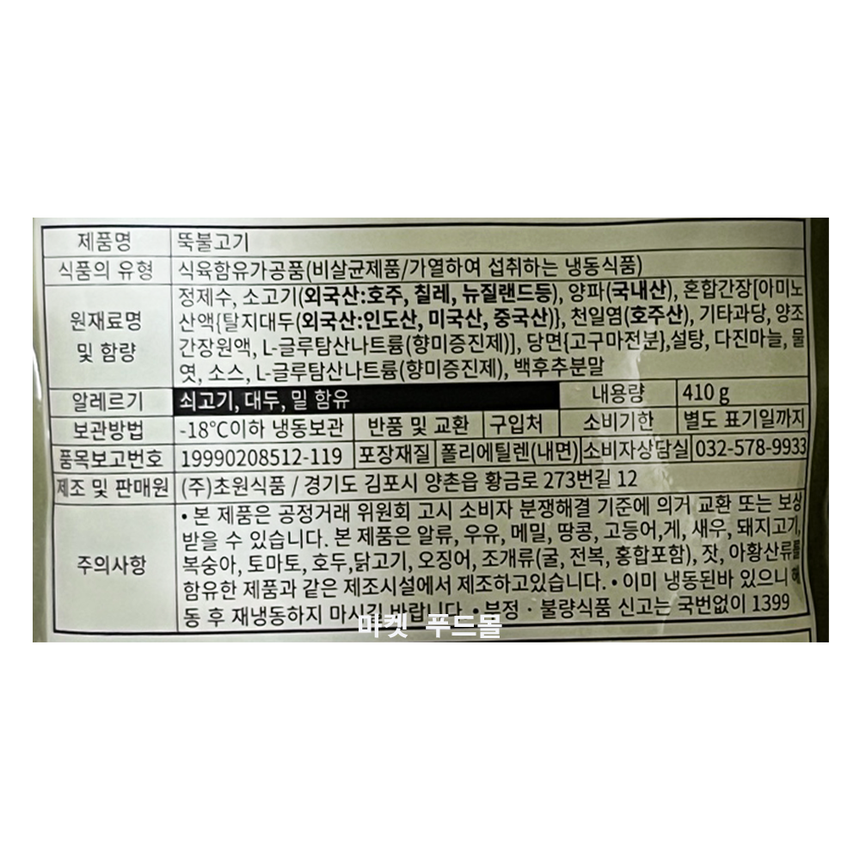 제품명 뚝불고기
식품의 유형 식육함유가공품(비살균제품/가열하여 섭취하는 냉동식품)
원재료명 및 함량
정제수, 소고기(외국산:호주, 칠레, 뉴질랜드등), 양파(국내산), 혼합간장[아미노
산액{탈지대두(외국산:인도산, 미국산, 중국산)}, 천일염(호주산), 기타과당, 양조
간장원액, L-글루탐산나트륨(향미증진제)], 당면{고구마전분},설탕, 다진마늘, 물
엿, 소스, L-글루탐산나트륨(향미증진제), 백후추분말
알레르기 쇠고기, 대두, 밀 함유 내용량 410 g
보관방법 -18℃이하 냉동보관 반품 및 교환 구입처 소비기한 별도 표기일까지
품목보고번호 19990208512-119 포장재질 폴리에틸렌(내면) 소비자상담실 032-578-9933
제조 및 판매원 (주)초원식품 / 경기도 김포시 양촌읍 황금로 273번길 12
주의사항
• 본 제품은 공정거래 위원회 고시 소비자 분쟁해결 기준에 의거 교환 또는 보상
받을 수 있습니다. 본 제품은 알류, 우유, 메밀, 땅콩, 고등어,게, 새우, 돼지고기,
복숭아, 토마토, 호두,닭고기, 오징어, 조개류(굴, 전복, 홍합포함), 잣, 아황산류를
함유한 제품과 같은 제조시설에서 제조하고있습니다. • 이미 냉동된바 있으니 해
동 후 재냉동하지 마시길 바랍니다. • 부정 · 불량식품 신고는 국번없이 1399
마켓 푸드몰